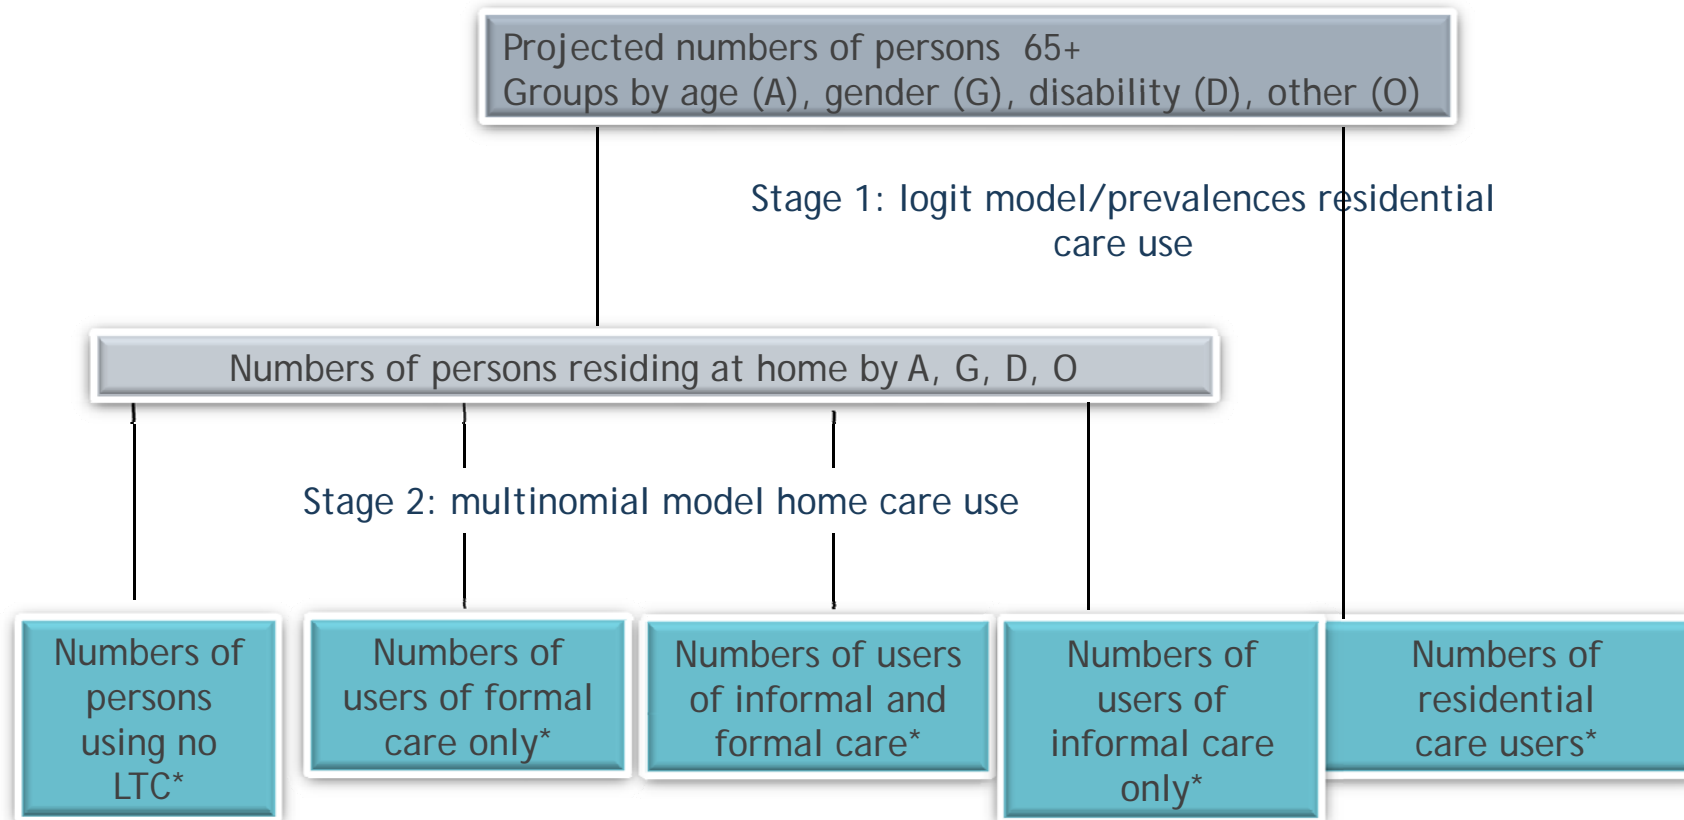 Projected numbers of persons 65+
Groups by age (A), gender (G), disability (D), other (O)
Stage 1: logit model/prevalences residential
care use
Numbers of persons residing at home by A, G, D, O
Stage 2: multinomial model home care use
Numbers of
persons
using no
LTC*
Numbers of
users of formal
care only*
Numbers of users
of informal and
formal care*
Numbers of
users of
informal care
only*
Numbers of
residential
care users*